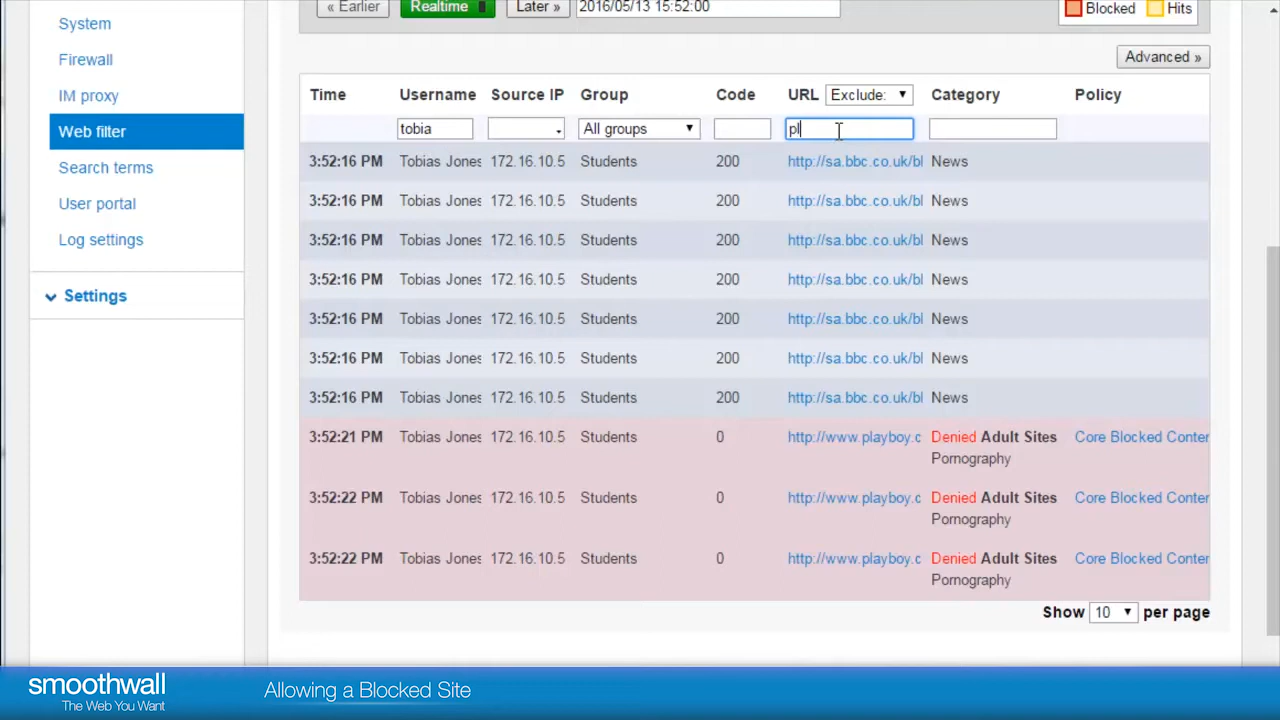 « Earlier Realtime Later » 2016/05/13 15:52:00 Blocked Hits
System
Firewall
IM proxy
Web filter
Search terms
User portal
Log settings
Settings
Advanced »
Time Username Source IP Group Code URL Exclude: Category Policy
tobia All groups pl
3:52:16 PM Tobias Jones 172.16.10.5 Students 200 http://sa.bbc.co.uk/bl News
3:52:16 PM Tobias Jones 172.16.10.5 Students 200 http://sa.bbc.co.uk/bl News
3:52:16 PM Tobias Jones 172.16.10.5 Students 200 http://sa.bbc.co.uk/bl News
3:52:16 PM Tobias Jones 172.16.10.5 Students 200 http://sa.bbc.co.uk/bl News
3:52:16 PM Tobias Jones 172.16.10.5 Students 200 http://sa.bbc.co.uk/bl News
3:52:16 PM Tobias Jones 172.16.10.5 Students 200 http://sa.bbc.co.uk/bl News
3:52:16 PM Tobias Jones 172.16.10.5 Students 200 http://sa.bbc.co.uk/bl News
3:52:21 PM Tobias Jones 172.16.10.5 Students 0 http://www.playboy.c Denied Adult Sites Core Blocked Conter
Pornography
3:52:22 PM Tobias Jones 172.16.10.5 Students 0 http://www.playboy.c Denied Adult Sites Core Blocked Conter
Pornography
3:52:22 PM Tobias Jones 172.16.10.5 Students 0 http://www.playboy.c Denied Adult Sites Core Blocked Conter
Pornography
Show 10 per page
smoothwall
The Web You Want
Allowing a Blocked Site